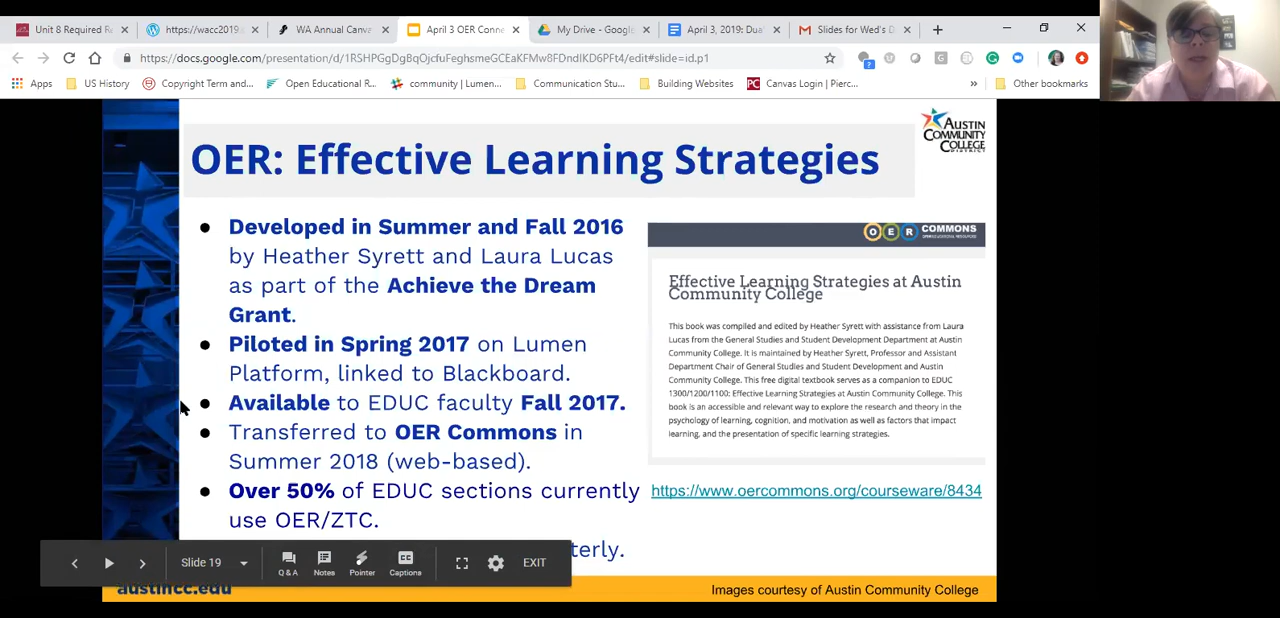 Unit 8 Required R
https://wacc2019.
WA Annual Canva
April 3 OER Conne
My Drive - Google
April 3, 2019: Dua
Slides for Wed's D
https://docs.google.com/presentation/d/1RSHPGgDg8qOjcfuFeghsmeGCEaKFMw8FDndIKD6PFt4/edit#slide=id.p1
Apps
US History
Copyright Term and...
Open Educational R...
community | Lumen...
Communication Stu...
Building Websites
Canvas Login | Pierc...
»
Other bookmarks
OER: Effective Learning Strategies
AUSTIN
COMMUNITY
COLLEGE
DISTRICT
● Developed in Summer and Fall 2016
by Heather Syrett and Laura Lucas
as part of the Achieve the Dream
Grant.
● Piloted in Spring 2017 on Lumen
Platform, linked to Blackboard.
● Available to EDUC faculty Fall 2017.
● Transferred to OER Commons in
Summer 2018 (web-based).
● Over 50% of EDUC sections currently
use OER/ZTC.
terly.
OER COMMONS
OPEN EDUCATIONAL RESOURCES
Effective Learning Strategies at Austin
Community College
This book was compiled and edited by Heather Syrett with assistance from Laura
Lucas from the General Studies and Student Development Department at Austin
Community College. It is maintained by Heather Syrett, Professor and Assistant
Department Chair of General Studies and Student Development and Austin
Community College. This free digital textbook serves as a companion to EDUC
1300/1200/1100: Effective Learning Strategies at Austin Community College. This
book is an accessible and relevant way to explore the research and theory in the
psychology of learning, cognition, and motivation as well as factors that impact
learning, and the presentation of specific learning strategies.
https://www.oercommons.org/courseware/8434
Slide 19
Q & A
Notes
Pointer
Captions
EXIT
austincc.edu
Images courtesy of Austin Community College